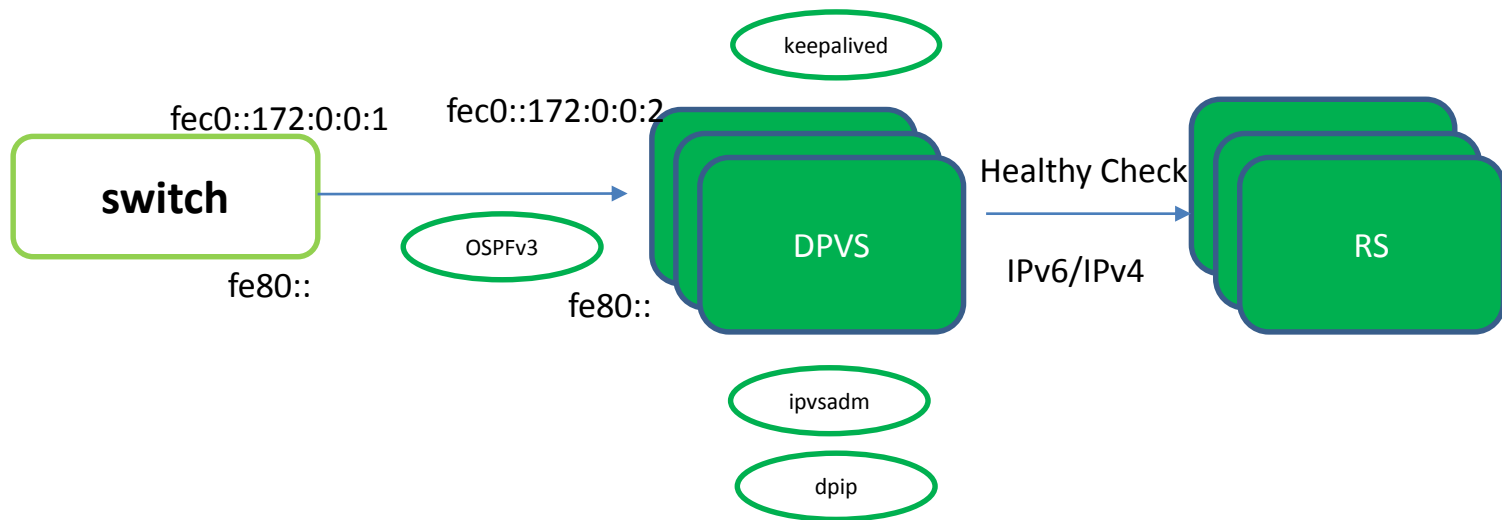 keepalived
fec0::172:0:0:1
fec0::172:0:0:2
switch
OSPFv3
fe80::
fe80::
DPVS
Healthy Check
IPv6/IPv4
RS
ipvsadm
dpip